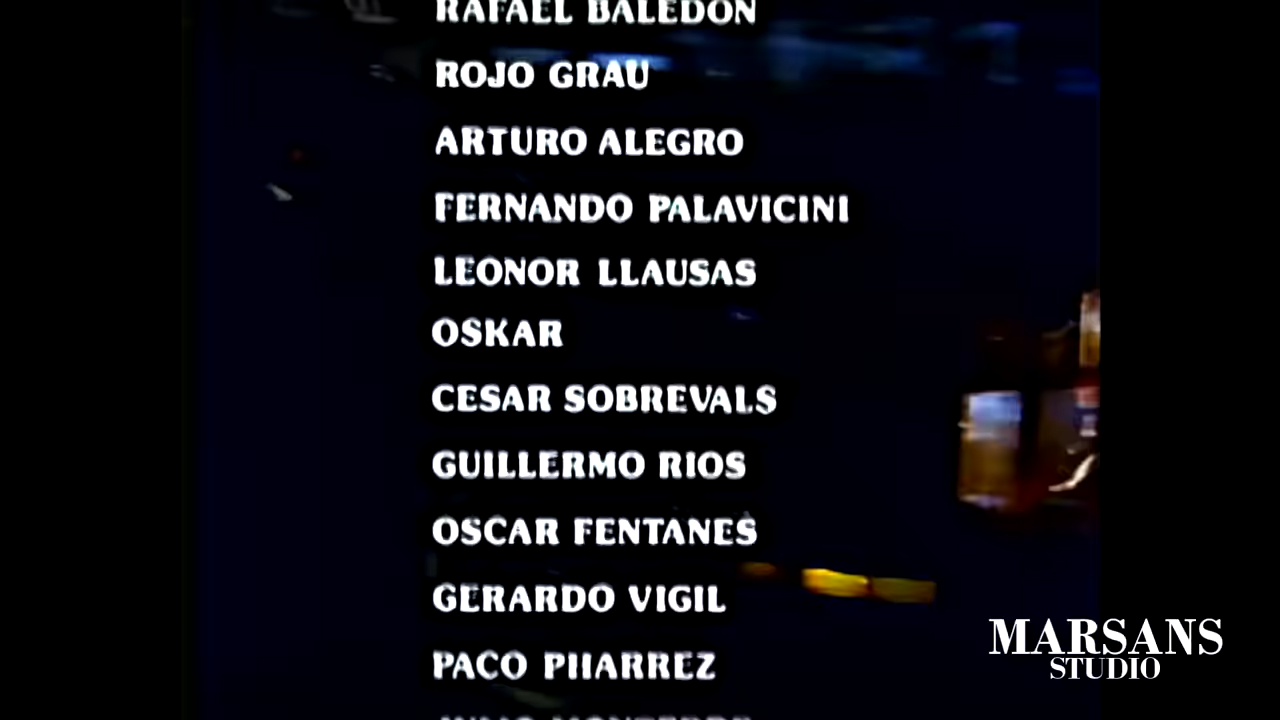 RAFAEL BALEDON
ROJO GRAU
ARTURO ALEGRO
FERNANDO PALAVICINI
LEONOR LLAUSAS
OSKAR
CESAR SOBREVALS
GUILLERMO RIOS
OSCAR FENTANES
GERARDO VIGIL
PACO PHARREZ
MARSANS
STUDIO